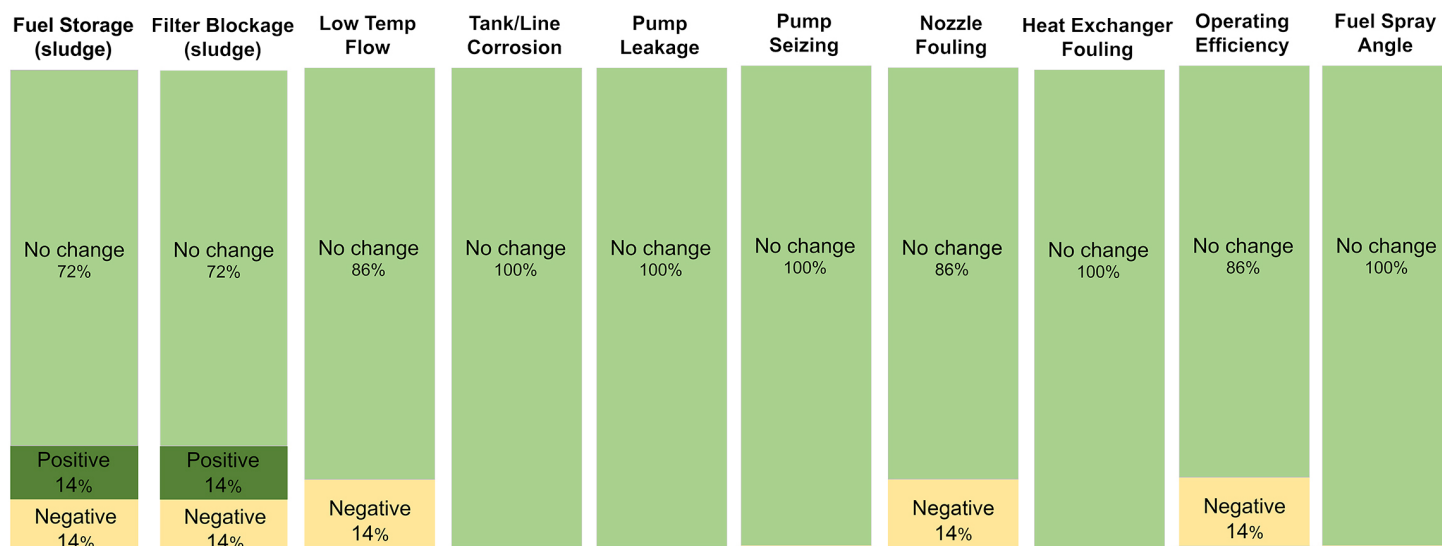 Fuel Storage
(sludge)
Filter Blockage
(sludge)
Low Temp
Flow
Tank/Line
Corrosion
Pump
Leakage
Pump
Seizing
Nozzle
Fouling
Heat Exchanger
Fouling
Operating
Efficiency
Fuel Spray
Angle
No change
72%
No change
72%
No change
86%
No change
100%
No change
100%
No change
100%
No change
86%
No change
100%
No change
86%
No change
100%
Positive
14%
Positive
14%
Negative
14%
Negative
14%
Negative
14%
Negative
14%
Negative
14%